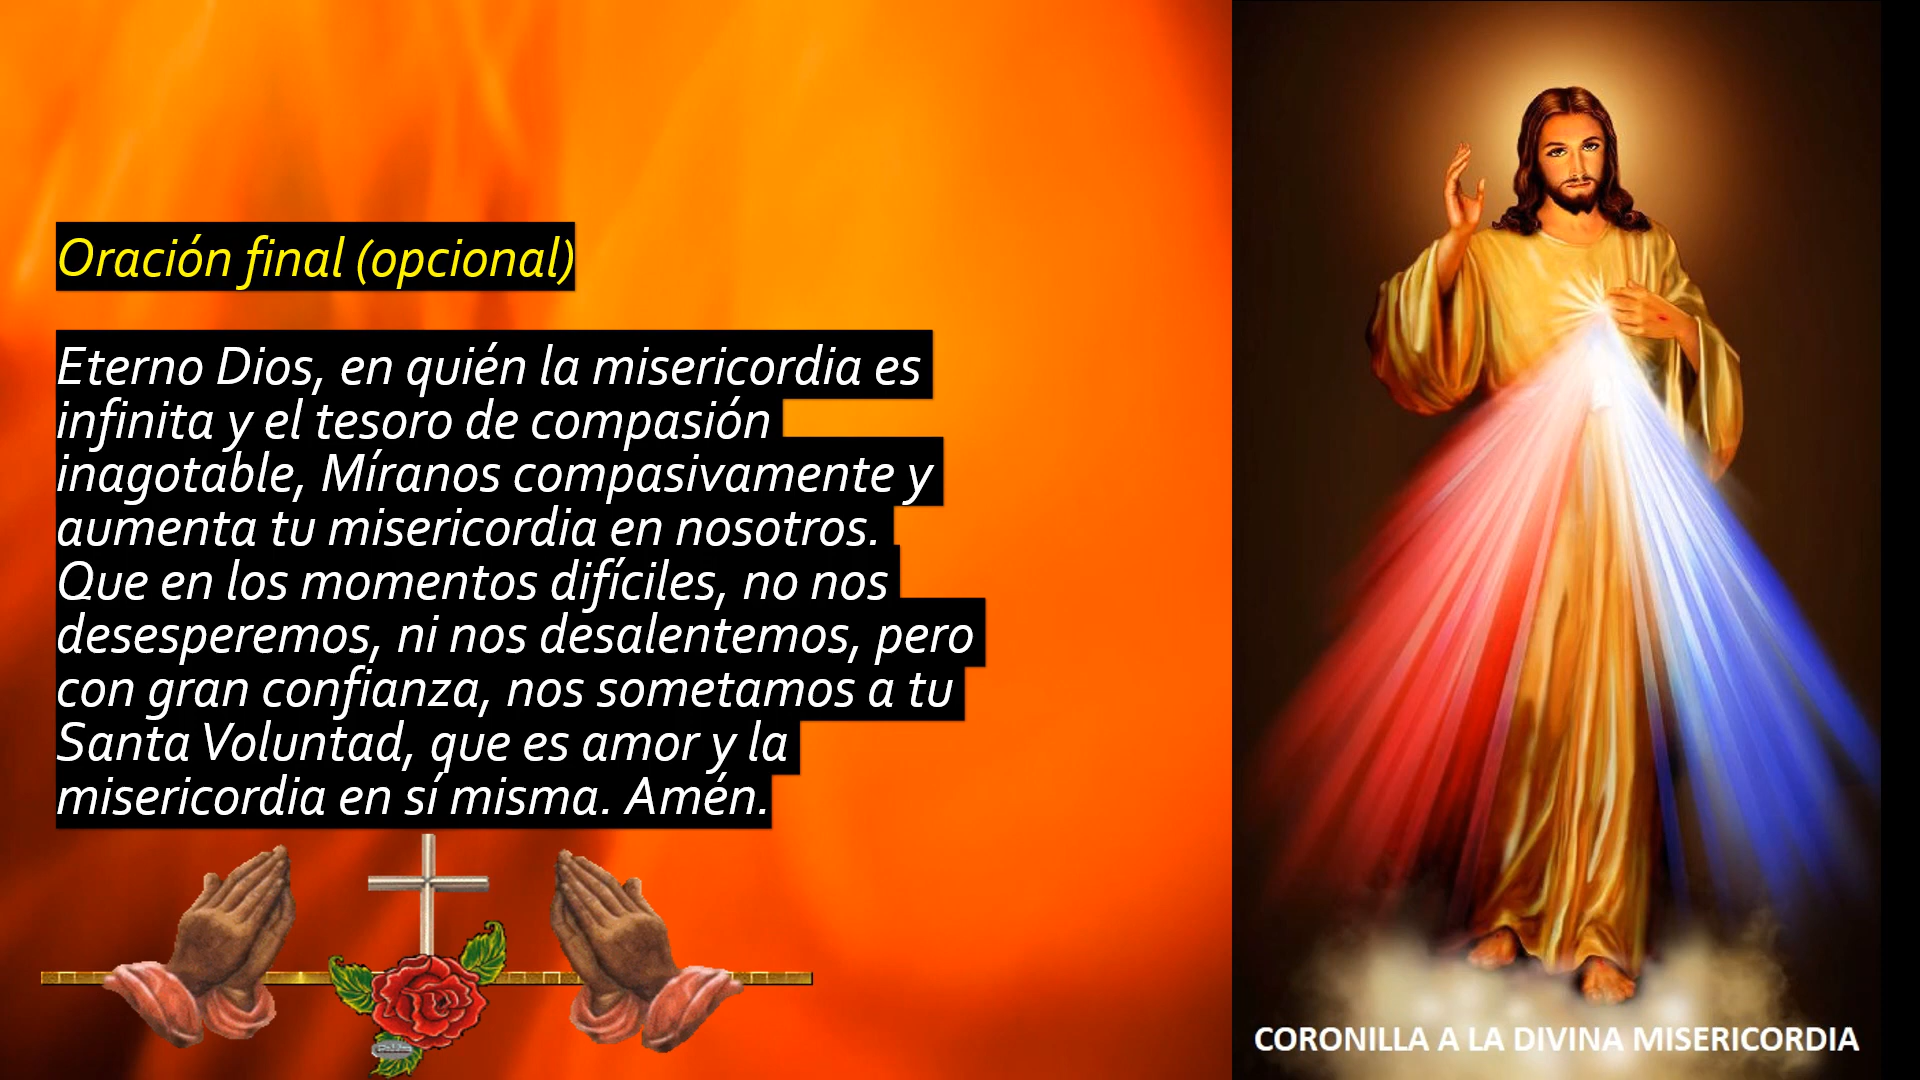 Oración final (opcional)
Eterno Dios, en quién la misericordia es
infinita y el tesoro de compasión
inagotable, Míranos compasivamente y
aumenta tu misericordia en nosotros.
Que en los momentos difíciles, no nos
desesperemos, ni nos desalentemos, pero
con gran confianza, nos sometamos a tu
Santa Voluntad, que es amor y la
misericordia en sí misma. Amén.
CORONILLA A LA DIVINA MISERICORDIA